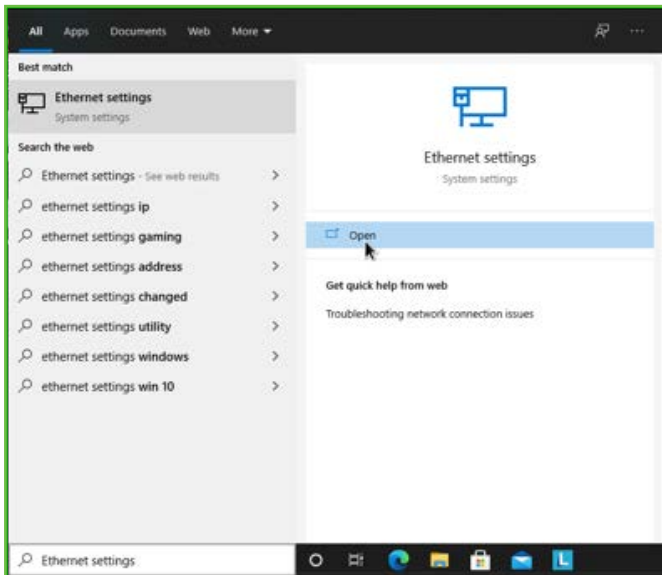 All Apps Documents Web More
Best match
Ethernet settings
System settings
Search the web
Ethernet settings - See web results
ethernet settings ip
ethernet settings gaming
ethernet settings address
ethernet settings changed
ethernet settings utility
ethernet settings windows
ethernet settings win 10
Ethernet settings
System settings
Open
Get quick help from web
Troubleshooting network connection issues
Ethernet settings
L